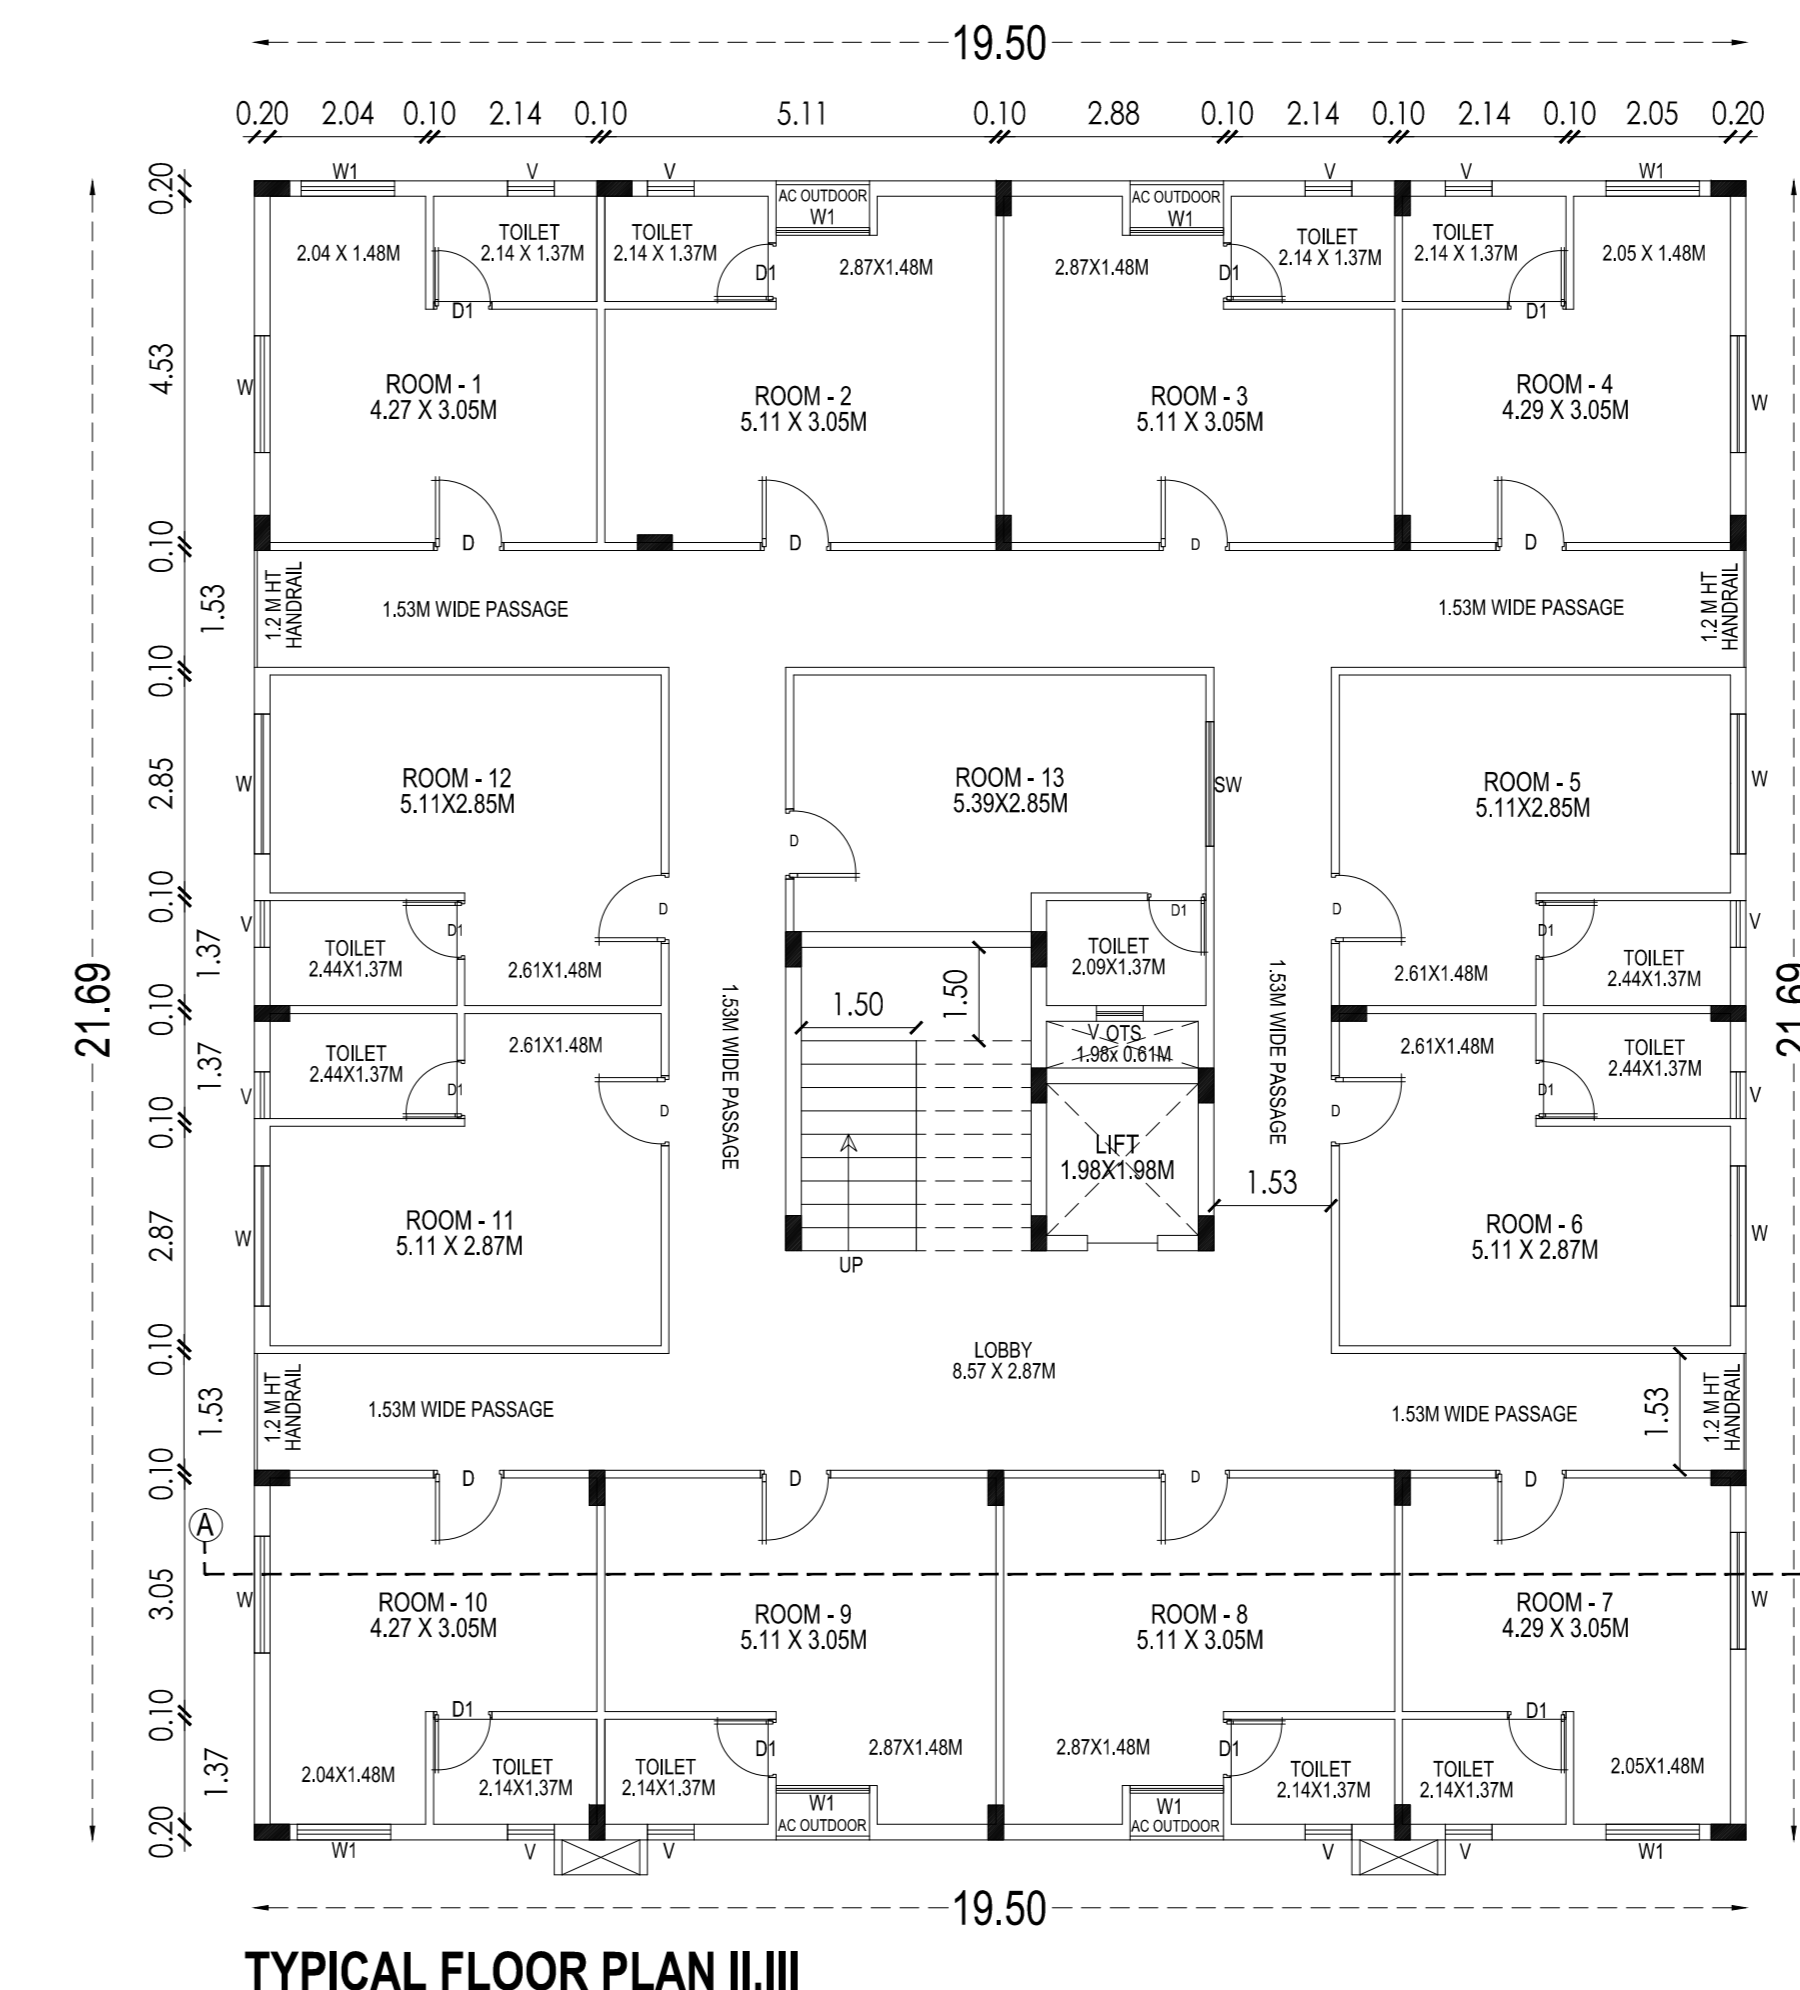 19.50
0.20 2.04 0.10 2.14 0.10 5.11 0.10 2.88 0.10 2.14 0.10 2.14 0.10 2.05 0.20
W1 V V V V W1
0.20
AC OUTDOOR
W1
AC OUTDOOR
W1
2.04 X 1.48M
TOILET
2.14 X 1.37M
D1
TOILET
2.14 X 1.37M
D1
2.87X1.48M
2.87X1.48M
D1
TOILET
2.14 X 1.37M
TOILET
2.14 X 1.37M
D1
2.05 X 1.48M
4.53
W
ROOM - 1
4.27 X 3.05M
ROOM - 2
5.11 X 3.05M
ROOM - 3
5.11 X 3.05M
ROOM - 4
4.29 X 3.05M
W
0.10
D D D D
1.53
1.2 M HT
HANDRAIL
1.53M WIDE PASSAGE
1.53M WIDE PASSAGE
1.2 M HT
HANDRAIL
0.10
2.85
W
ROOM - 12
5.11X2.85M
ROOM - 13
5.39X2.85M
SW
ROOM - 5
5.11X2.85M
W
D
0.10
D
D1
D
1.37
V
TOILET
2.44X1.37M
D1
2.61X1.48M
TOILET
2.09X1.37M
2.61X1.48M
D1
TOILET
2.44X1.37M
V
21.69
0.10
1.53M WIDE PASSAGE
1.50
1.50
V OTS
1.98x 0.61M
1.53M WIDE PASSAGE
21.69
1.37
V
TOILET
2.44X1.37M
D1
2.61X1.48M
D
2.61X1.48M
D
D1
TOILET
2.44X1.37M
V
0.10
LIFT
1.98X1.98M
1.53
2.87
W
ROOM - 11
5.11 X 2.87M
UP
ROOM - 6
5.11 X 2.87M
W
0.10
LOBBY
8.57 X 2.87M
1.53
1.2 M HT
HANDRAIL
1.53M WIDE PASSAGE
1.53M WIDE PASSAGE
1.53
1.2 M HT
HANDRAIL
0.10
D D D D
A
3.05
W
ROOM - 10
4.27 X 3.05M
ROOM - 9
5.11 X 3.05M
ROOM - 8
5.11 X 3.05M
ROOM - 7
4.29 X 3.05M
W
0.10
D1
D1
1.37
2.04X1.48M
TOILET
2.14X1.37M
TOILET
2.14X1.37M
D1
2.87X1.48M
2.87X1.48M
D1
TOILET
2.14X1.37M
TOILET
2.14X1.37M
2.05X1.48M
W1
AC OUTDOOR
W1
AC OUTDOOR
0.20
W1 V V V V W1
19.50
TYPICAL FLOOR PLAN II.III